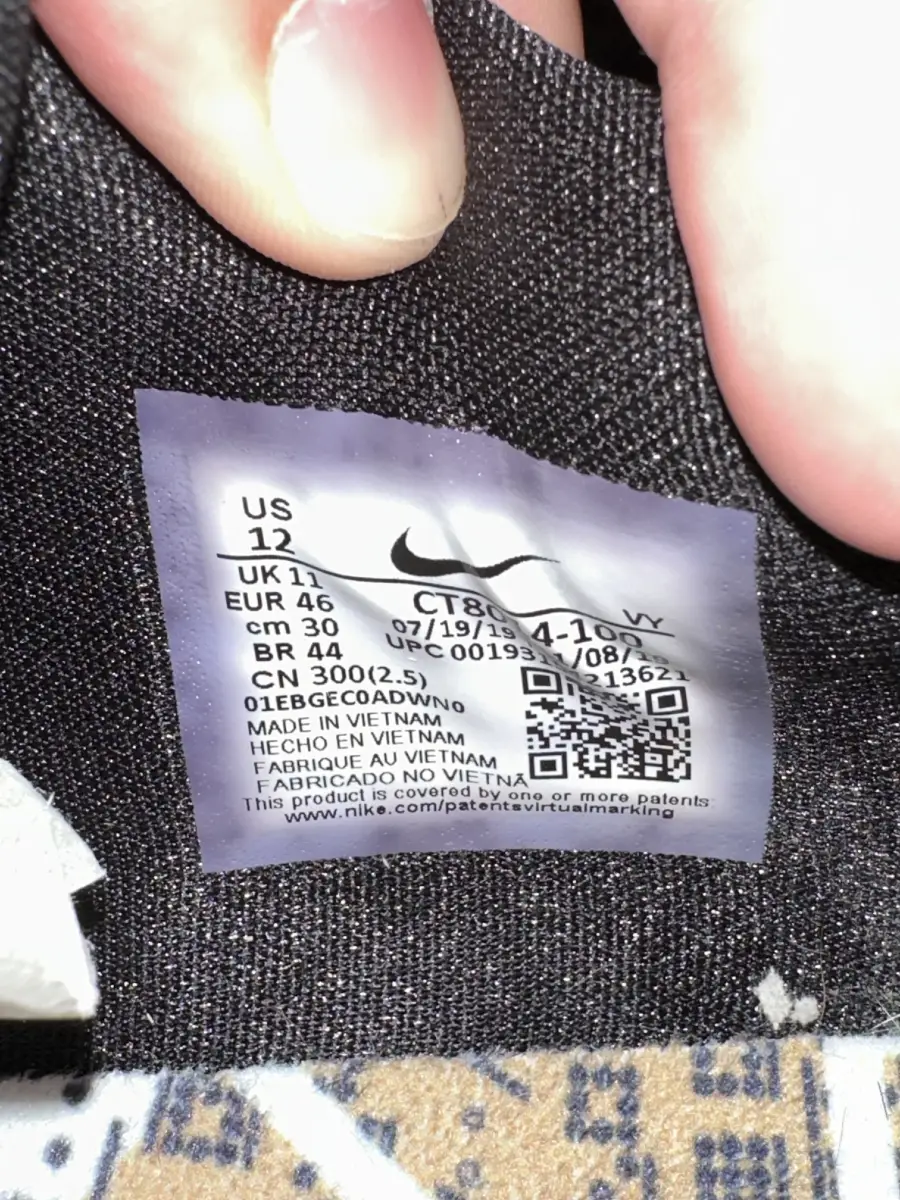 US
12
UK 11
EUR 46
cm 30
BR 44
CN 300(2.5)
VY
07/19/19
UPC
01EBGEC0ADWN0
MADE IN VIETNAM
HECHO EN VIETNAM
FABRIQUE AU VIETNAM
FABRICADO NO VIETNÃ
This product is covered by one or more patents:
www.nike.com/patentsvirtualmarking